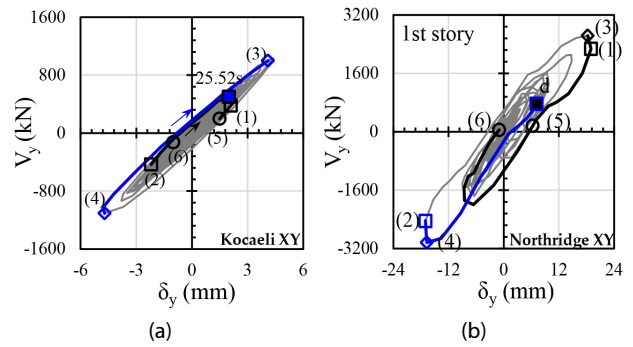 1600
800
0
-800
-1600
V_y (kN)
(3)
25.52s
(1)
(5)
(6)
(2)
(4)
Kocaeli XY
-6 -3 0 3 6
δ_y (mm)
(a)
3200
1600
0
-1600
-3200
V_y (kN)
1st story
(3)
(1)
d
(6)
(5)
(2)
(4)
Northridge XY
-24 -12 0 12 24
δ_y (mm)
(b)